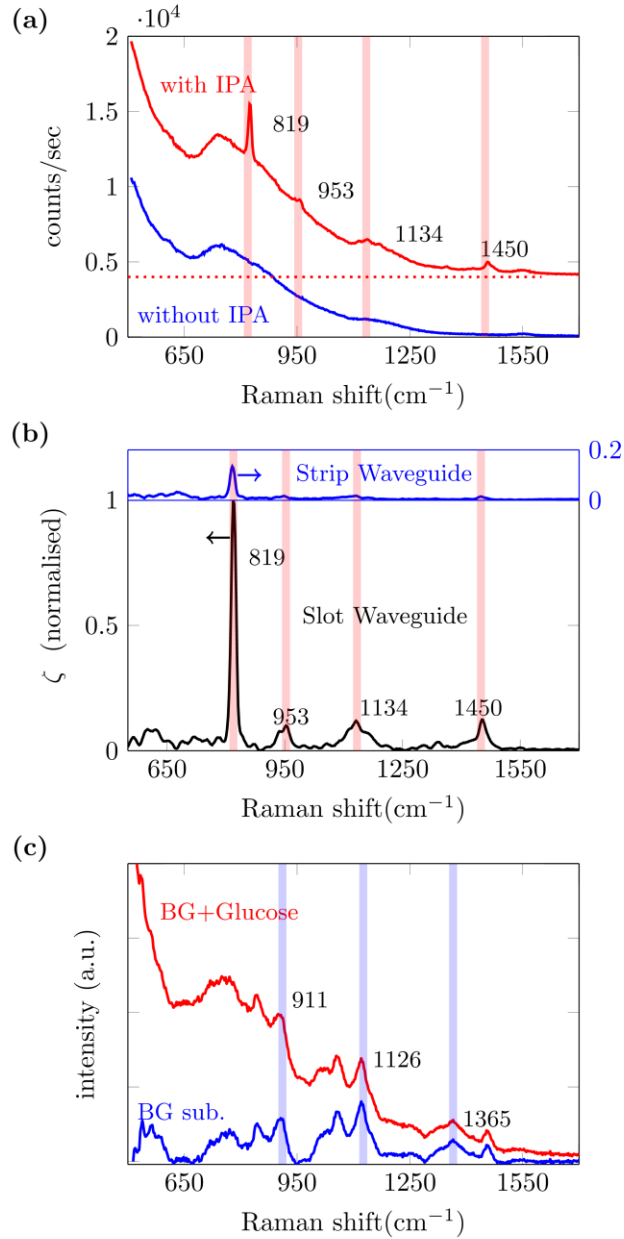 (a)
·10⁴
2
1.5
1
0.5
0
counts/sec
with IPA
819
953
1134
1450
without IPA
650 950 1250 1550
Raman shift(cm⁻¹)
(b)
0.2
0
Strip Waveguide
1
0.5
0
ζ (normalised)
819
Slot Waveguide
953
1134
1450
650 950 1250 1550
Raman shift(cm⁻¹)
(c)
intensity (a.u.)
BG+Glucose
911
1126
1365
BG sub.
650 950 1250 1550
Raman shift(cm⁻¹)